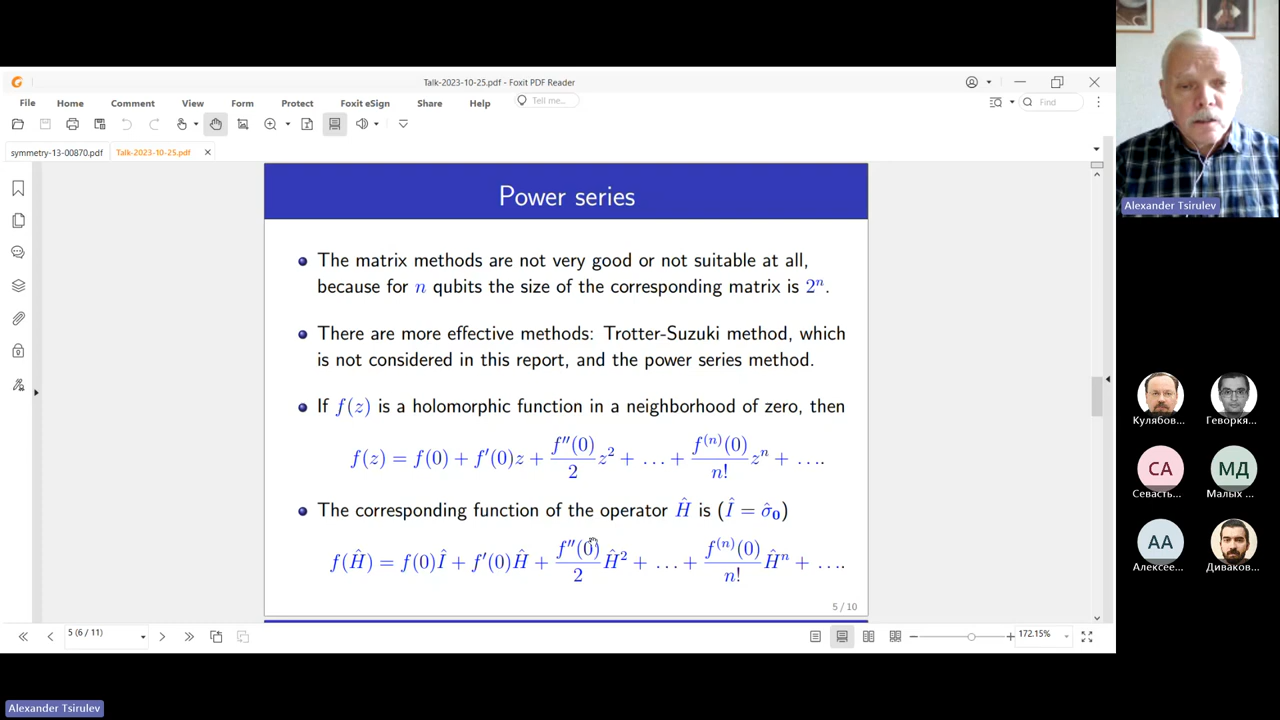 Talk-2023-10-25.pdf - Foxit PDF Reader
File Home Comment View Form Protect Foxit eSign Share Help Tell me... Find
symmetry-13-00870.pdf Talk-2023-10-25.pdf
Power series
The matrix methods are not very good or not suitable at all,
because for n qubits the size of the corresponding matrix is 2ⁿ.
There are more effective methods: Trotter-Suzuki method, which
is not considered in this report, and the power series method.
If f(z) is a holomorphic function in a neighborhood of zero, then
f(z) = f(0) + f′(0)z + f″(0)/2 z² + … + f⁽ⁿ⁾(0)/n! zⁿ + ….
The corresponding function of the operator Ĥ is (Î = σ̂₀)
f(Ĥ) = f(0)Î + f′(0)Ĥ + f″(0)/2 Ĥ² + … + f⁽ⁿ⁾(0)/n! Ĥⁿ + ….
5 / 10
5 (6 / 11)
172.15%
Alexander Tsirulev
Кулябов... Геворкя...
СА МД
Севасть... Малых ...
АА
Алексее... Диваков...
Alexander Tsirulev